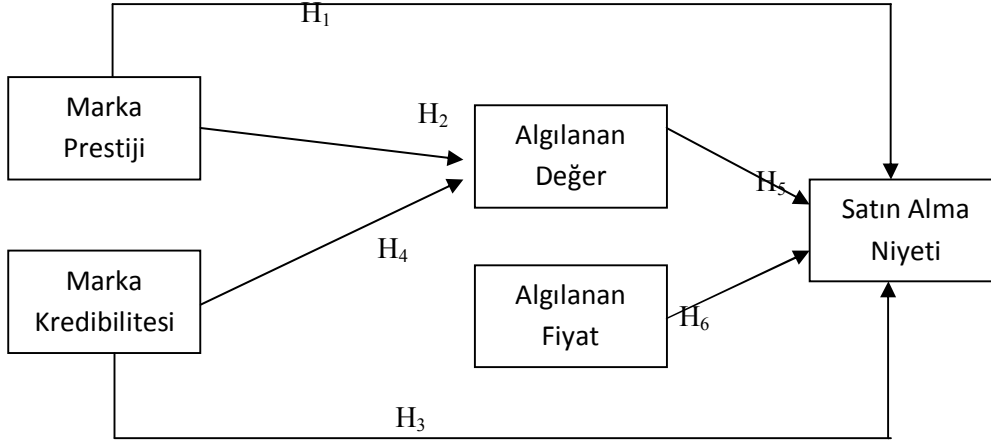 H₁
Marka
Prestiji
H₂
Algılanan
Değer
H₅
Satın Alma
Niyeti
Marka
Kredibilitesi
H₄
Algılanan
Fiyat
H₆
H₃